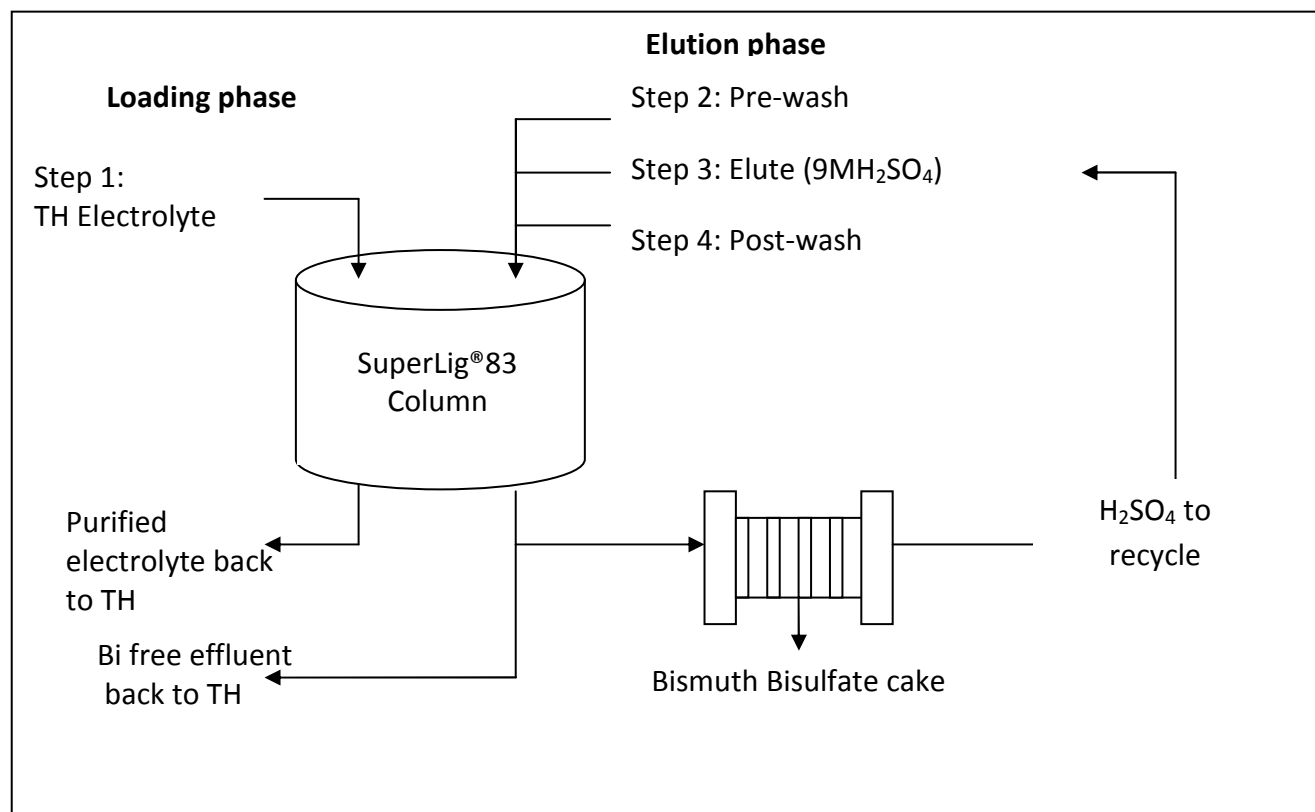 Elution phase
Loading phase
Step 2: Pre-wash
Step 1:
TH Electrolyte
Step 3: Elute (9MH₂SO₄)
Step 4: Post-wash
SuperLig®83
Column
Purified
electrolyte back
to TH
H₂SO₄ to
recycle
Bi free effluent
back to TH
Bismuth Bisulfate cake